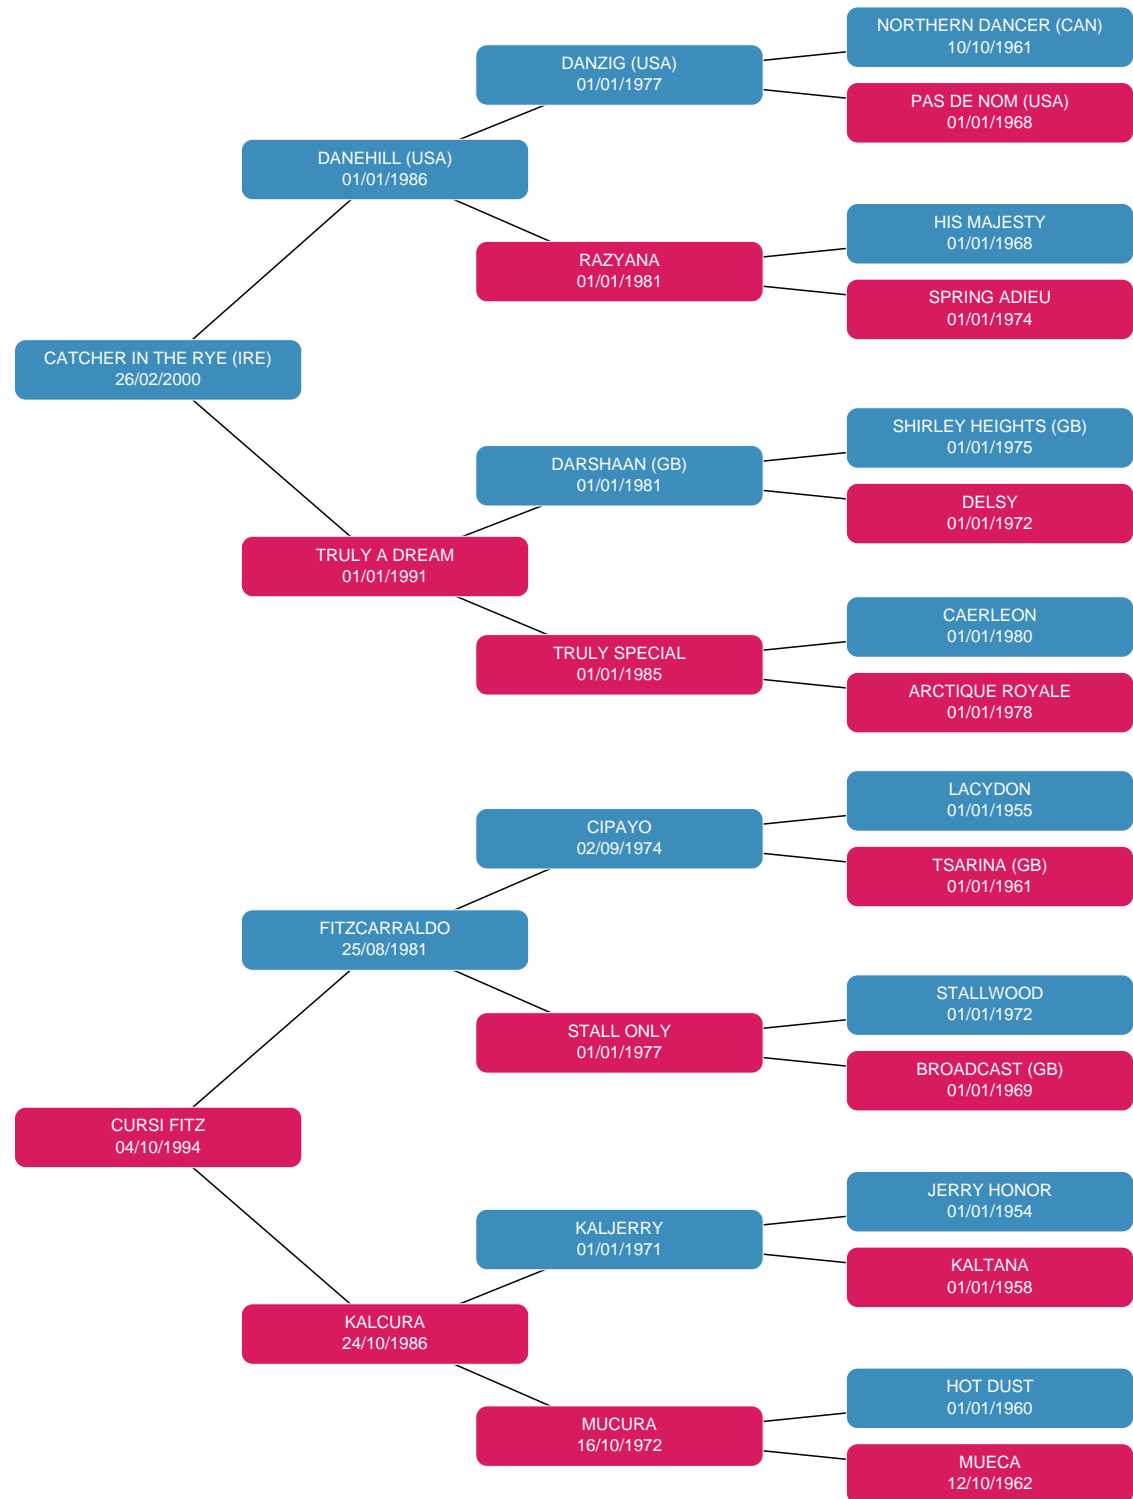 NORTHERN DANCER (CAN)
10/10/1961
DANZIG (USA)
01/01/1977
PAS DE NOM (USA)
01/01/1968
DANEHILL (USA)
01/01/1986
HIS MAJESTY
01/01/1968
RAZYANA
01/01/1981
SPRING ADIEU
01/01/1974
CATCHER IN THE RYE (IRE)
26/02/2000
SHIRLEY HEIGHTS (GB)
01/01/1975
DARSHAAN (GB)
01/01/1981
DELSY
01/01/1972
TRULY A DREAM
01/01/1991
CAERLEON
01/01/1980
TRULY SPECIAL
01/01/1985
ARCTIQUE ROYALE
01/01/1978
LACYDON
01/01/1955
CIPAYO
02/09/1974
TSARINA (GB)
01/01/1961
FITZCARRALDO
25/08/1981
STALLWOOD
01/01/1972
STALL ONLY
01/01/1977
BROADCAST (GB)
01/01/1969
CURSI FITZ
04/10/1994
JERRY HONOR
01/01/1954
KALJERRY
01/01/1971
KALTANA
01/01/1958
KALCURA
24/10/1986
HOT DUST
01/01/1960
MUCURA
16/10/1972
MUECA
12/10/1962